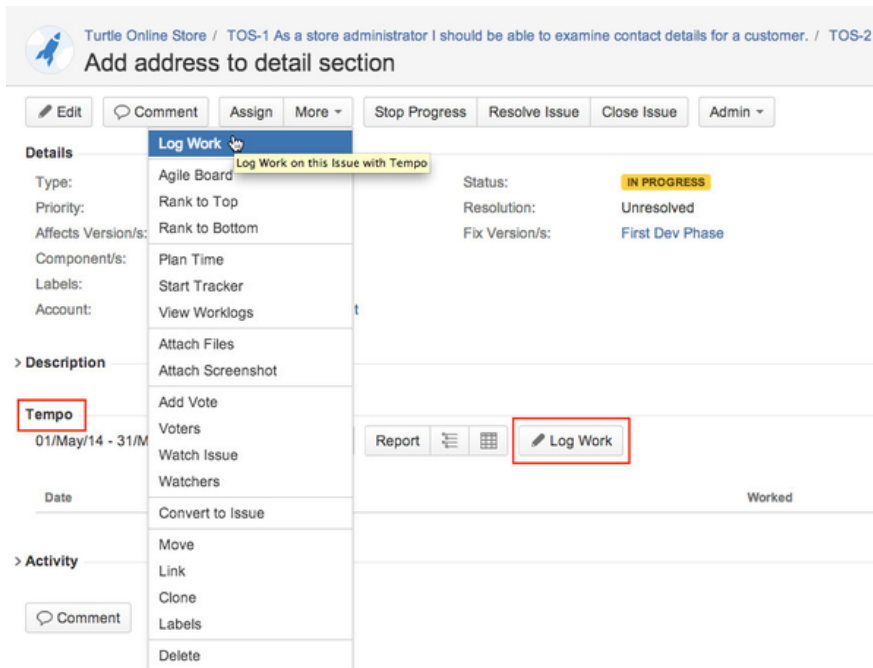 Turtle Online Store / TOS-1 As a store administrator I should be able to examine contact details for a customer. / TOS-2
Add address to detail section
Edit Comment Assign More Stop Progress Resolve Issue Close Issue Admin
Log Work
Log Work on this Issue with Tempo
Details
Agile Board
Type: Status: IN PROGRESS
Rank to Top
Priority: Resolution: Unresolved
Rank to Bottom
Affects Version/s: Fix Version/s: First Dev Phase
Component/s: Plan Time
Labels: Start Tracker
Account: View Worklogs t
Attach Files
Description
Attach Screenshot
Add Vote
Tempo
Voters
01/May/14 - 31/M Report Log Work
Watch Issue
Watchers
Date Worked
Convert to Issue
Move
Activity
Link
Clone
Comment
Labels
Delete